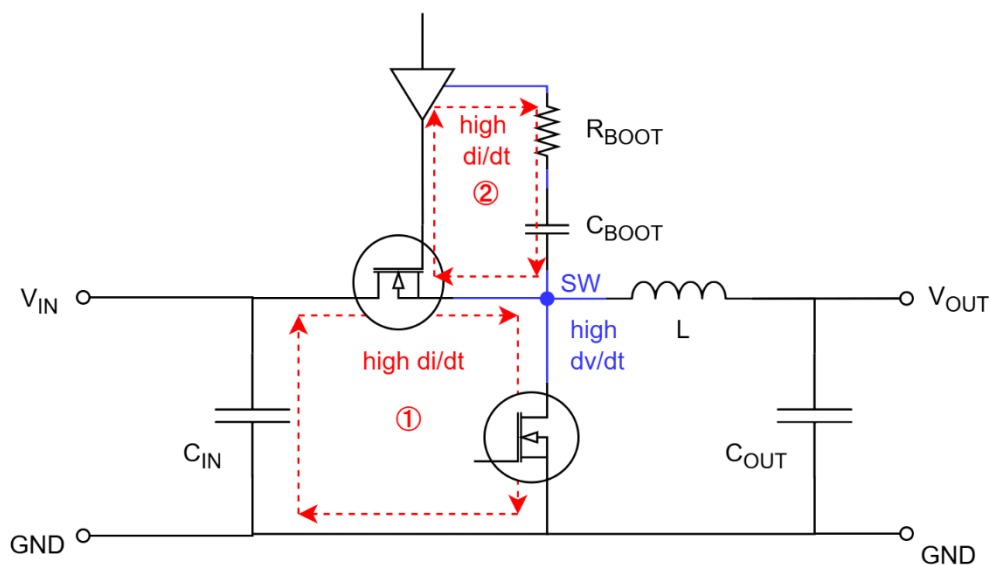 high
di/dt
②
R_BOOT
C_BOOT
SW
V_IN
V_OUT
high di/dt
high
dv/dt
L
①
C_IN
C_OUT
GND
GND